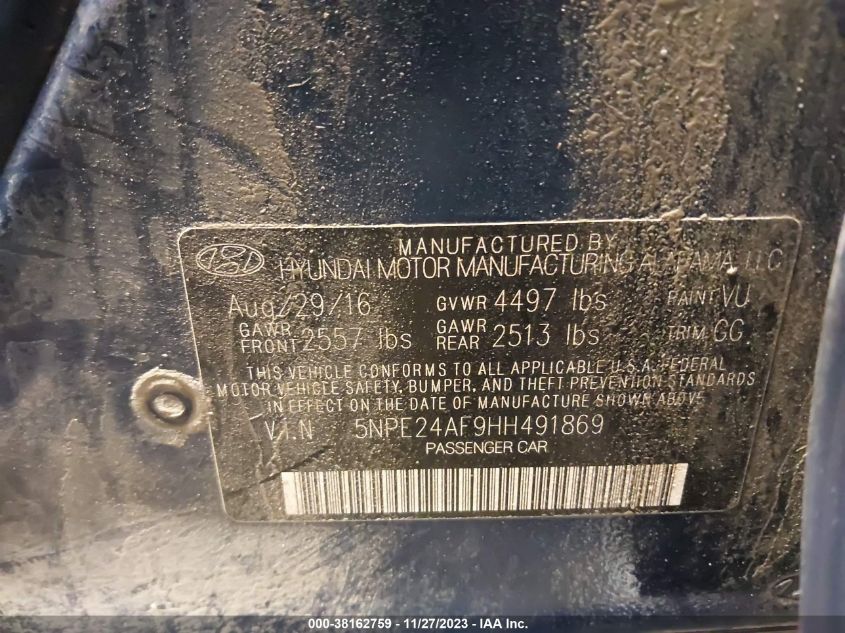 MANUFACTURED BY
HYUNDAI MOTOR MANUFACTURING ALABAMA, LLC
Aug/29/16 GVWR 4497 lbs PAINT VU
GAWR FRONT 2557 lbs GAWR REAR 2513 lbs TRIM GG
THIS VEHICLE CONFORMS TO ALL APPLICABLE U.S.A. FEDERAL
MOTOR VEHICLE SAFETY, BUMPER, AND THEFT PREVENTION STANDARDS
IN EFFECT ON THE DATE OF MANUFACTURE SHOWN ABOVE
V.I.N 5NPE24AF9HH491869
PASSENGER CAR
000-38162759 - 11/27/2023 - IAA Inc.